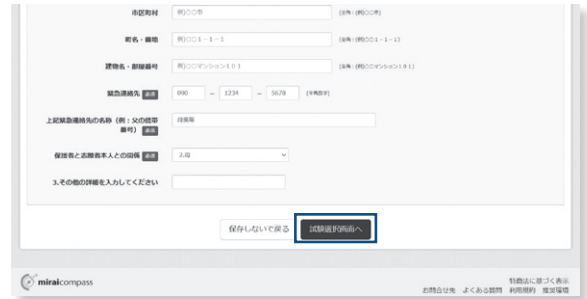 市区町村 例)○○市 (全角:(例)○○市)
町名・番地 例)○○1-1-1 (全角:(例)○○1-1-1)
建物名・部屋番号 例)○○マンション101 (全角:(例)○○マンション101)
緊急連絡先 必須 090 - 1234 - 5678 (半角数字)
上記緊急連絡先の名称(例:父の携帯
番号) 必須
保護者と志願者本人との関係 必須 2.母
3.その他の詳細を入力してください
保存しないで戻る 試験選択画面へ
miraicompass 特商法に基づく表示
お問合せ先 よくある質問 利用規約 推奨環境